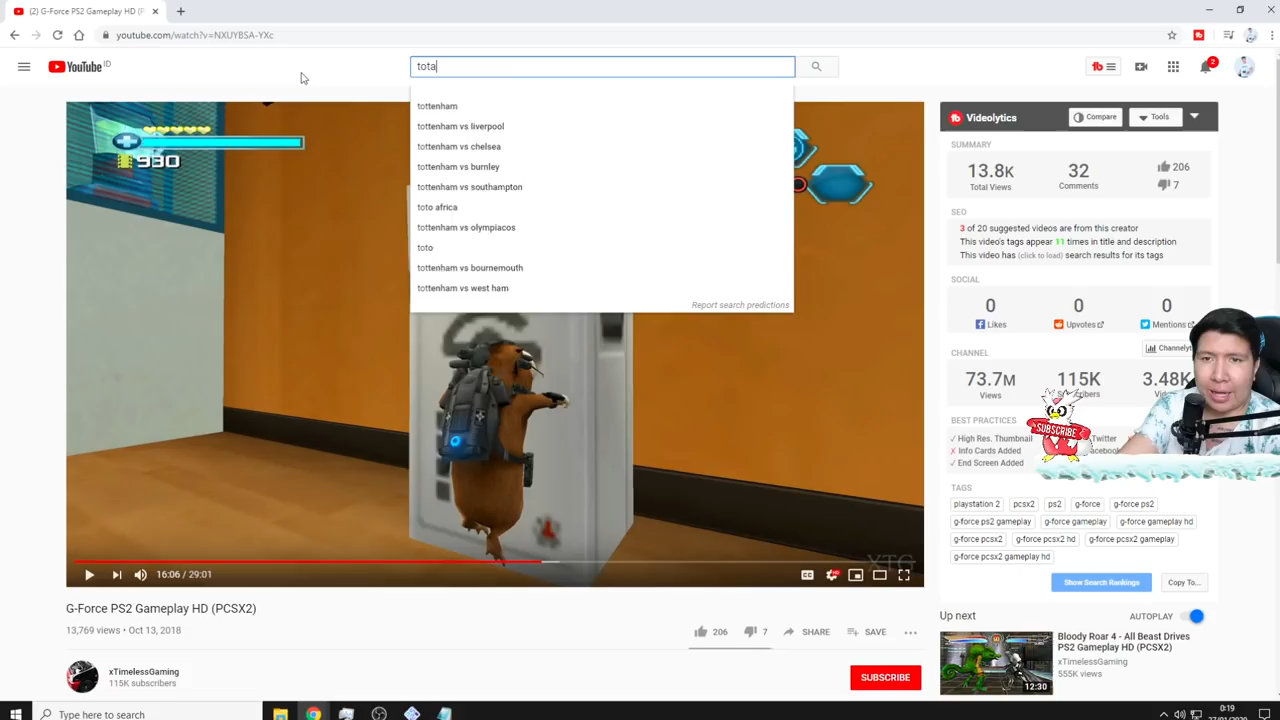 (2) G-Force PS2 Gameplay HD (P
youtube.com/watch?v=NXUYBSA-YXc
YouTube ID
tota
2
tottenham
tottenham vs liverpool
tottenham vs chelsea
tottenham vs burnley
tottenham vs southampton
toto africa
tottenham vs olympiacos
toto
tottenham vs bournemouth
tottenham vs west ham
Report search predictions
930
XTG
16:06 / 29:01
CC
HD
G-Force PS2 Gameplay HD (PCSX2)
13,769 views • Oct 13, 2018
206 7 SHARE SAVE
xTimelessGaming
115K subscribers
SUBSCRIBE
Videolytics Compare Tools
SUMMARY
13.8K 32 206
Total Views Comments 7
SEO
3 of 20 suggested videos are from this creator
This video's tags appear 11 times in title and description
This video has (click to load) search results for its tags
SOCIAL
0 0 0
Likes Upvotes Mentions
CHANNEL
73.7M 115K 3.48K
Views
SUBSCRIBE
BEST PRACTICES
High Res. Thumbnail Twitter
Info Cards Added
End Screen Added
TAGS
playstation 2 pcsx2 ps2 g-force g-force ps2
g-force ps2 gameplay g-force gameplay g-force gameplay hd
g-force pcsx2 g-force pcsx2 hd g-force pcsx2 gameplay
g-force pcsx2 gameplay hd
Show Search Rankings Copy To...
Up next AUTOPLAY
Bloody Roar 4 - All Beast Drives
PS2 Gameplay HD (PCSX2)
xTimelessGaming
555K views
12:30
Type here to search
0:19